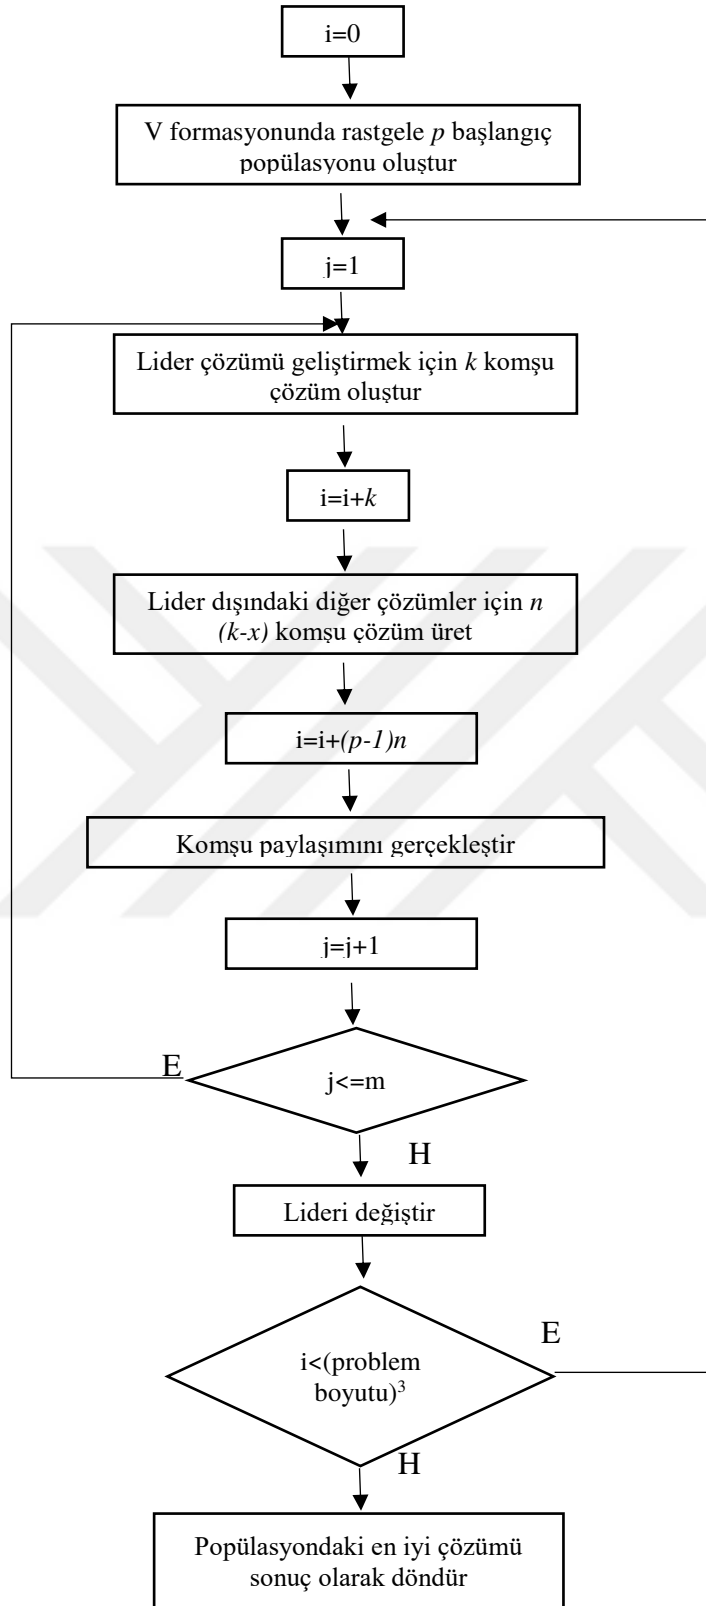 i=0
V formasyonunda rastgele p başlangıç
popülasyonu oluştur
j=1
Lider çözümü geliştirmek için k komşu
çözüm oluştur
i=i+k
Lider dışındaki diğer çözümler için n
(k-x) komşu çözüm üret
i=i+(p-1)n
Komşu paylaşımını gerçekleştir
j=j+1
E
j<=m
H
Lideri değiştir
E
i<(problem
boyutu)³
H
Popülasyondaki en iyi çözümü
sonuç olarak döndür